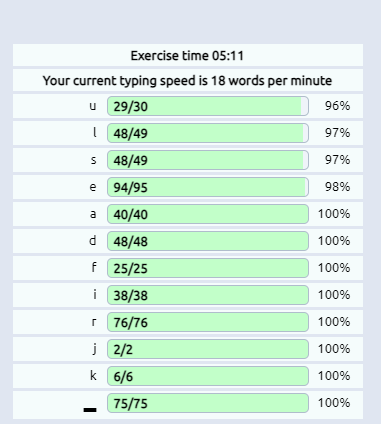 Exercise time 05:11
Your current typing speed is 18 words per minute
u 29/30 96%
l 48/49 97%
s 48/49 97%
e 94/95 98%
a 40/40 100%
d 48/48 100%
f 25/25 100%
i 38/38 100%
r 76/76 100%
j 2/2 100%
k 6/6 100%
▂ 75/75 100%